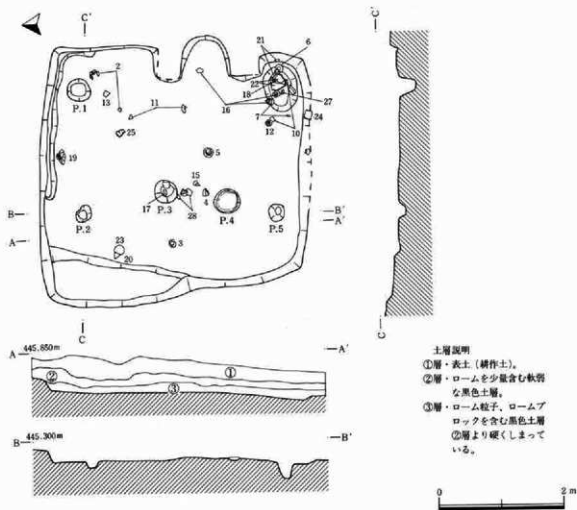 C′
C′
21
6
2
22
18
P.1
13
11
16
27
7
24
10
12
25
5
19
15
17
P.3
4
28
B
P.2
P.4
P.5
B′
A′
A
23
20
3
C
C
A
445.650m
A′
①
②
③
B
445.300m
B′
土層説明
①層・表土(耕作土)。
②層・ロームを少量含む軟弱
な黒色土層。
③層・ローム粒子、ロームブ
ロックを含む黒色土層
②層より硬くしまって
いる。
0
2 m